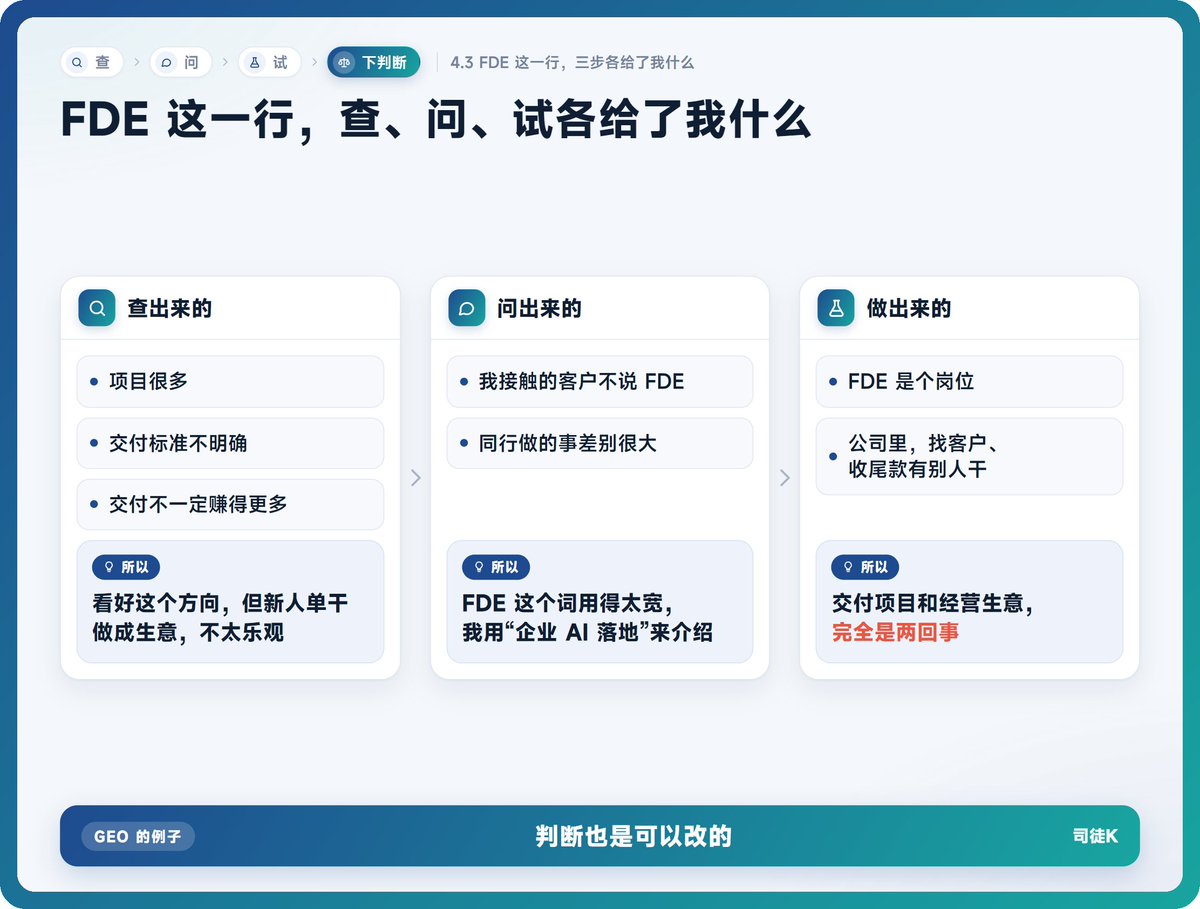 查
问
试
下判断
4.3 FDE 这一行，三步各给了我什么
FDE 这一行，查、问、试各给了我什么
查出来的
项目很多
交付标准不明确
交付不一定赚得更多
所以
看好这个方向，但新人单干
做成生意，不太乐观
问出来的
我接触的客户不说 FDE
同行做的事差别很大
所以
FDE 这个词用得太宽，
我用“企业 AI 落地”来介绍
做出来的
FDE 是个岗位
公司里，找客户、
收尾款有别人干
所以
交付项目和经营生意，
完全是两回事
GEO 的例子
判断也是可以改的
司徒K